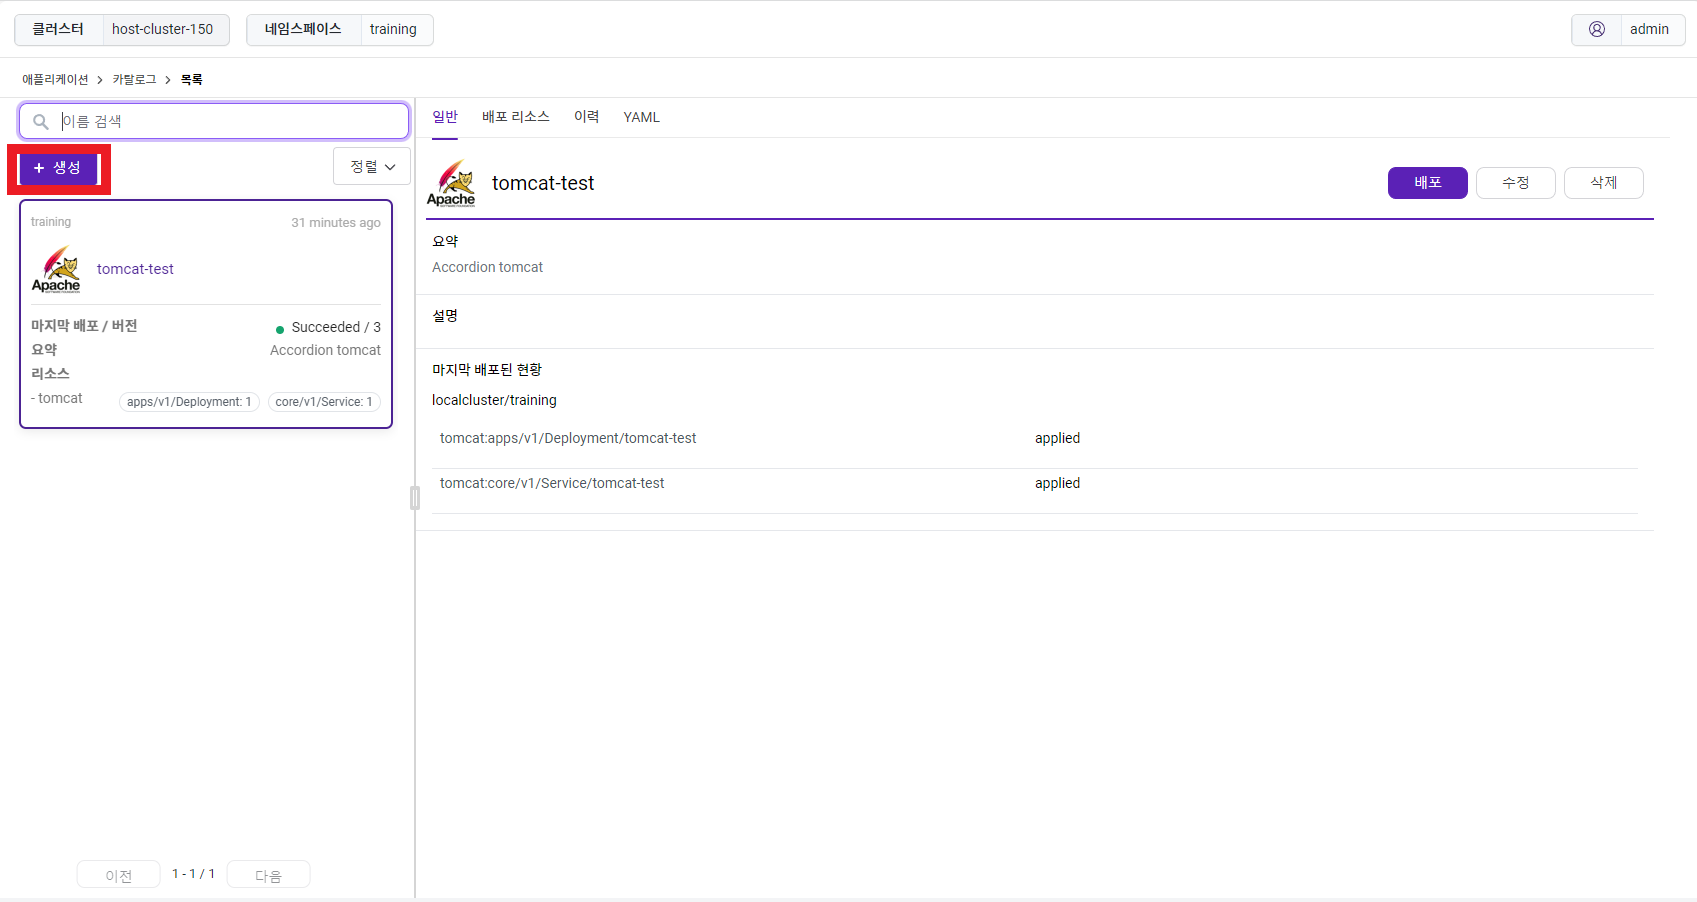 클러스터 host-cluster-150 네임스페이스 training admin
애플리케이션 > 카탈로그 > 목록
이름 검색
+ 생성 정렬
training 31 minutes ago
Apache tomcat-test
마지막 배포 / 버전 Succeeded / 3
요약 Accordion tomcat
리소스
- tomcat apps/v1/Deployment: 1 core/v1/Service: 1
이전 1 - 1 / 1 다음
일반 배포 리소스 이력 YAML
Apache tomcat-test 배포 수정 삭제
요약
Accordion tomcat
설명
마지막 배포된 현황
localcluster/training
tomcat:apps/v1/Deployment/tomcat-test applied
tomcat:core/v1/Service/tomcat-test applied